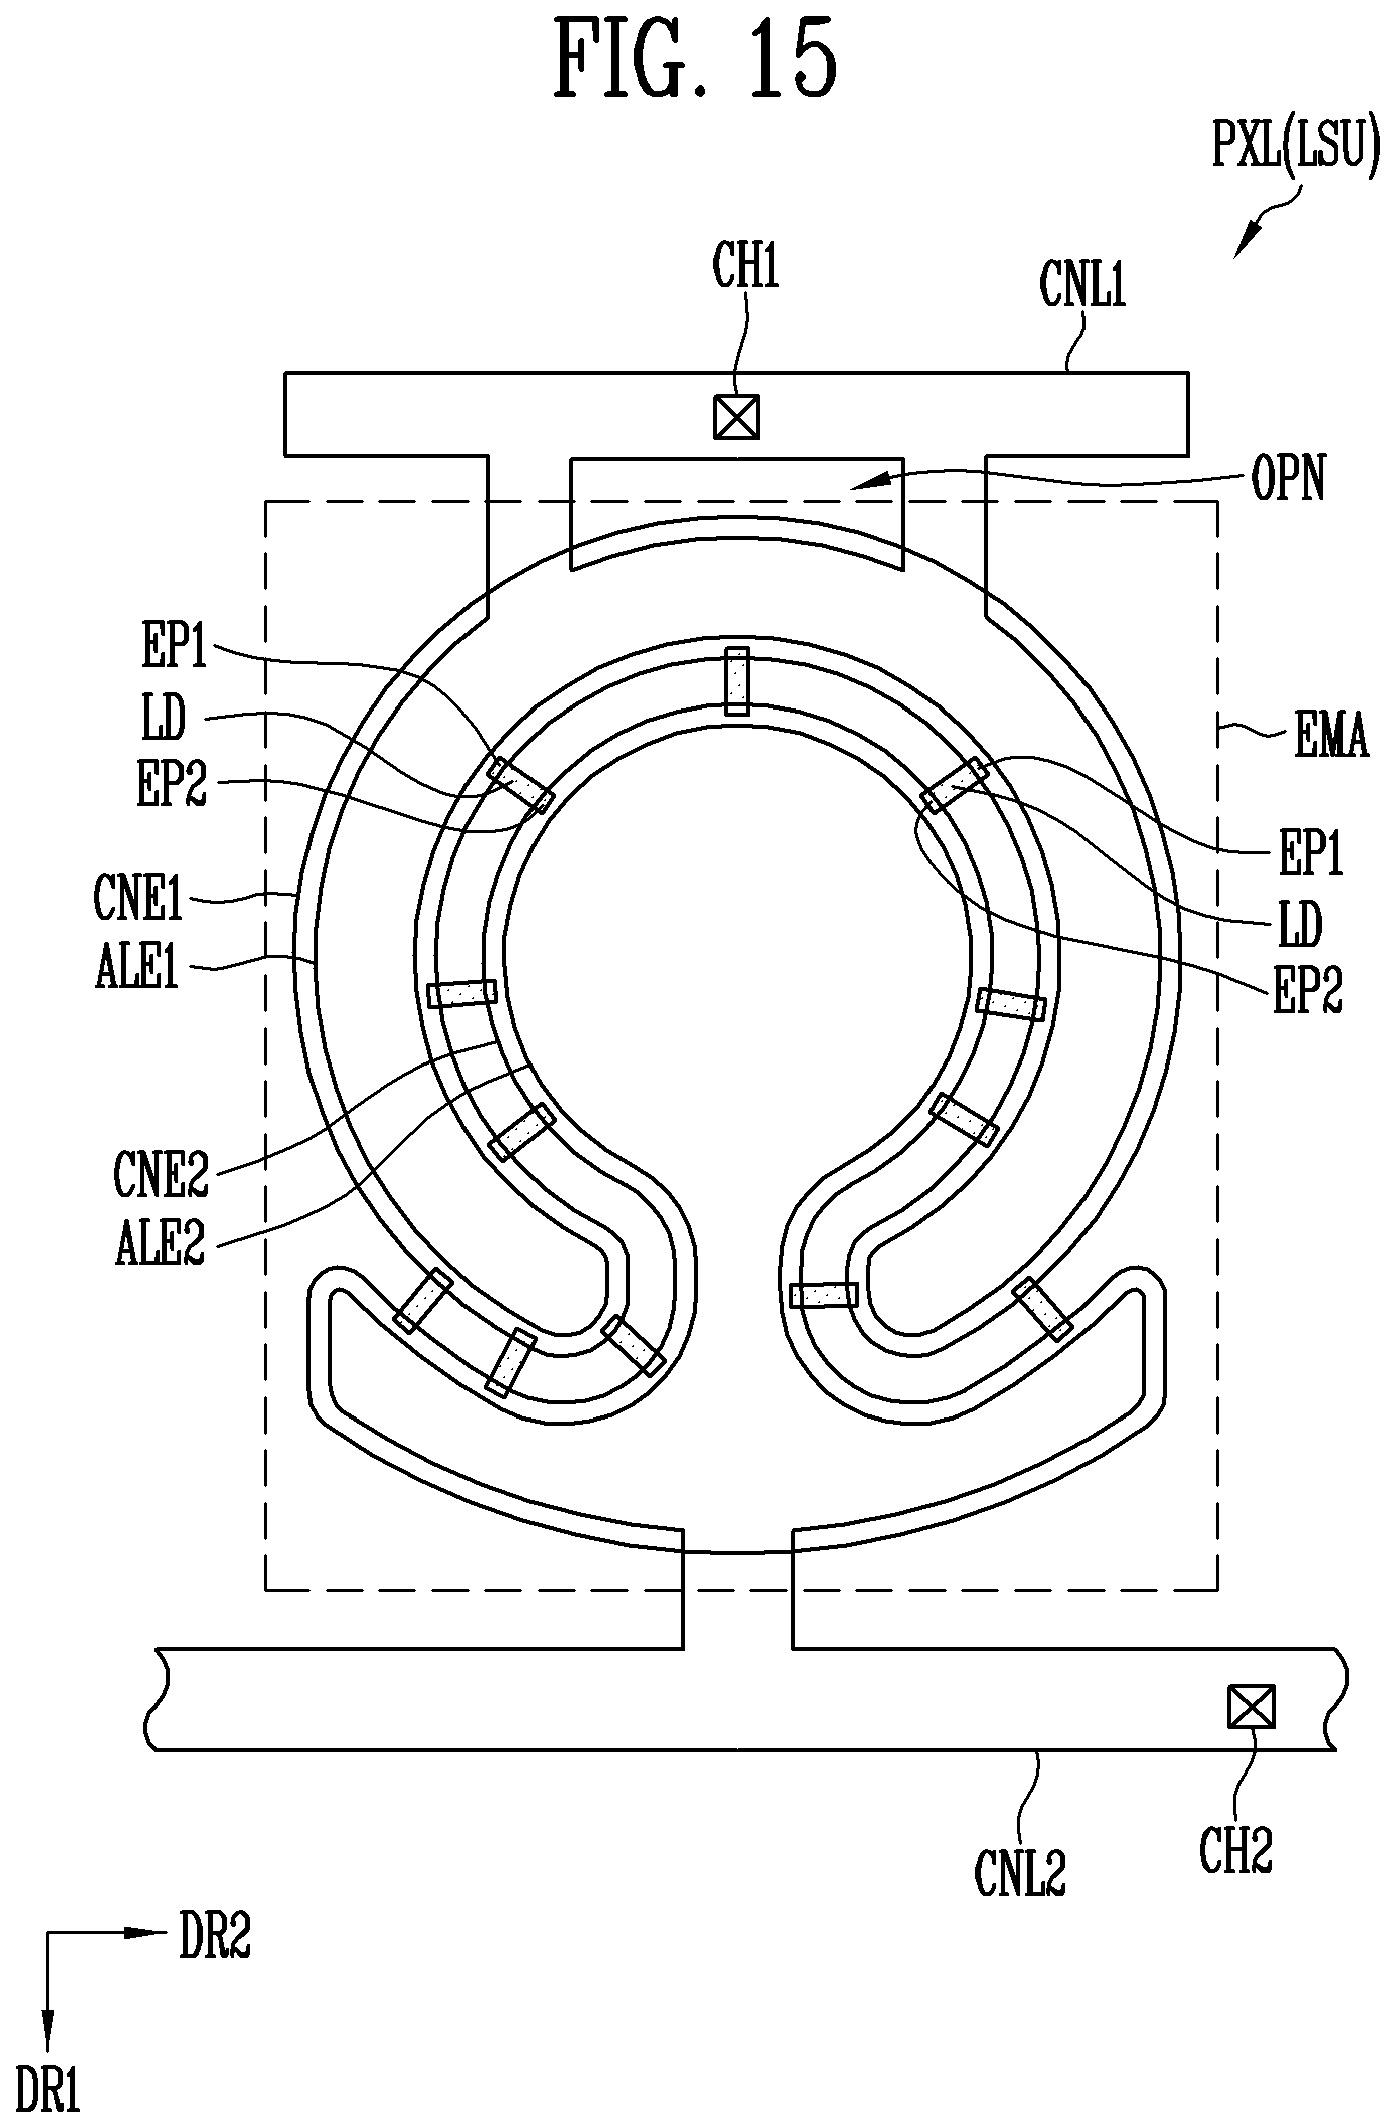 FIG. 15
PXL(LSU)
CH1
CNL1
OPN
EP1
LD
EMA
EP2
EP1
CNE1
LD
ALE1
EP2
CNE2
ALE2
CH2
CNL2
DR2
DR1